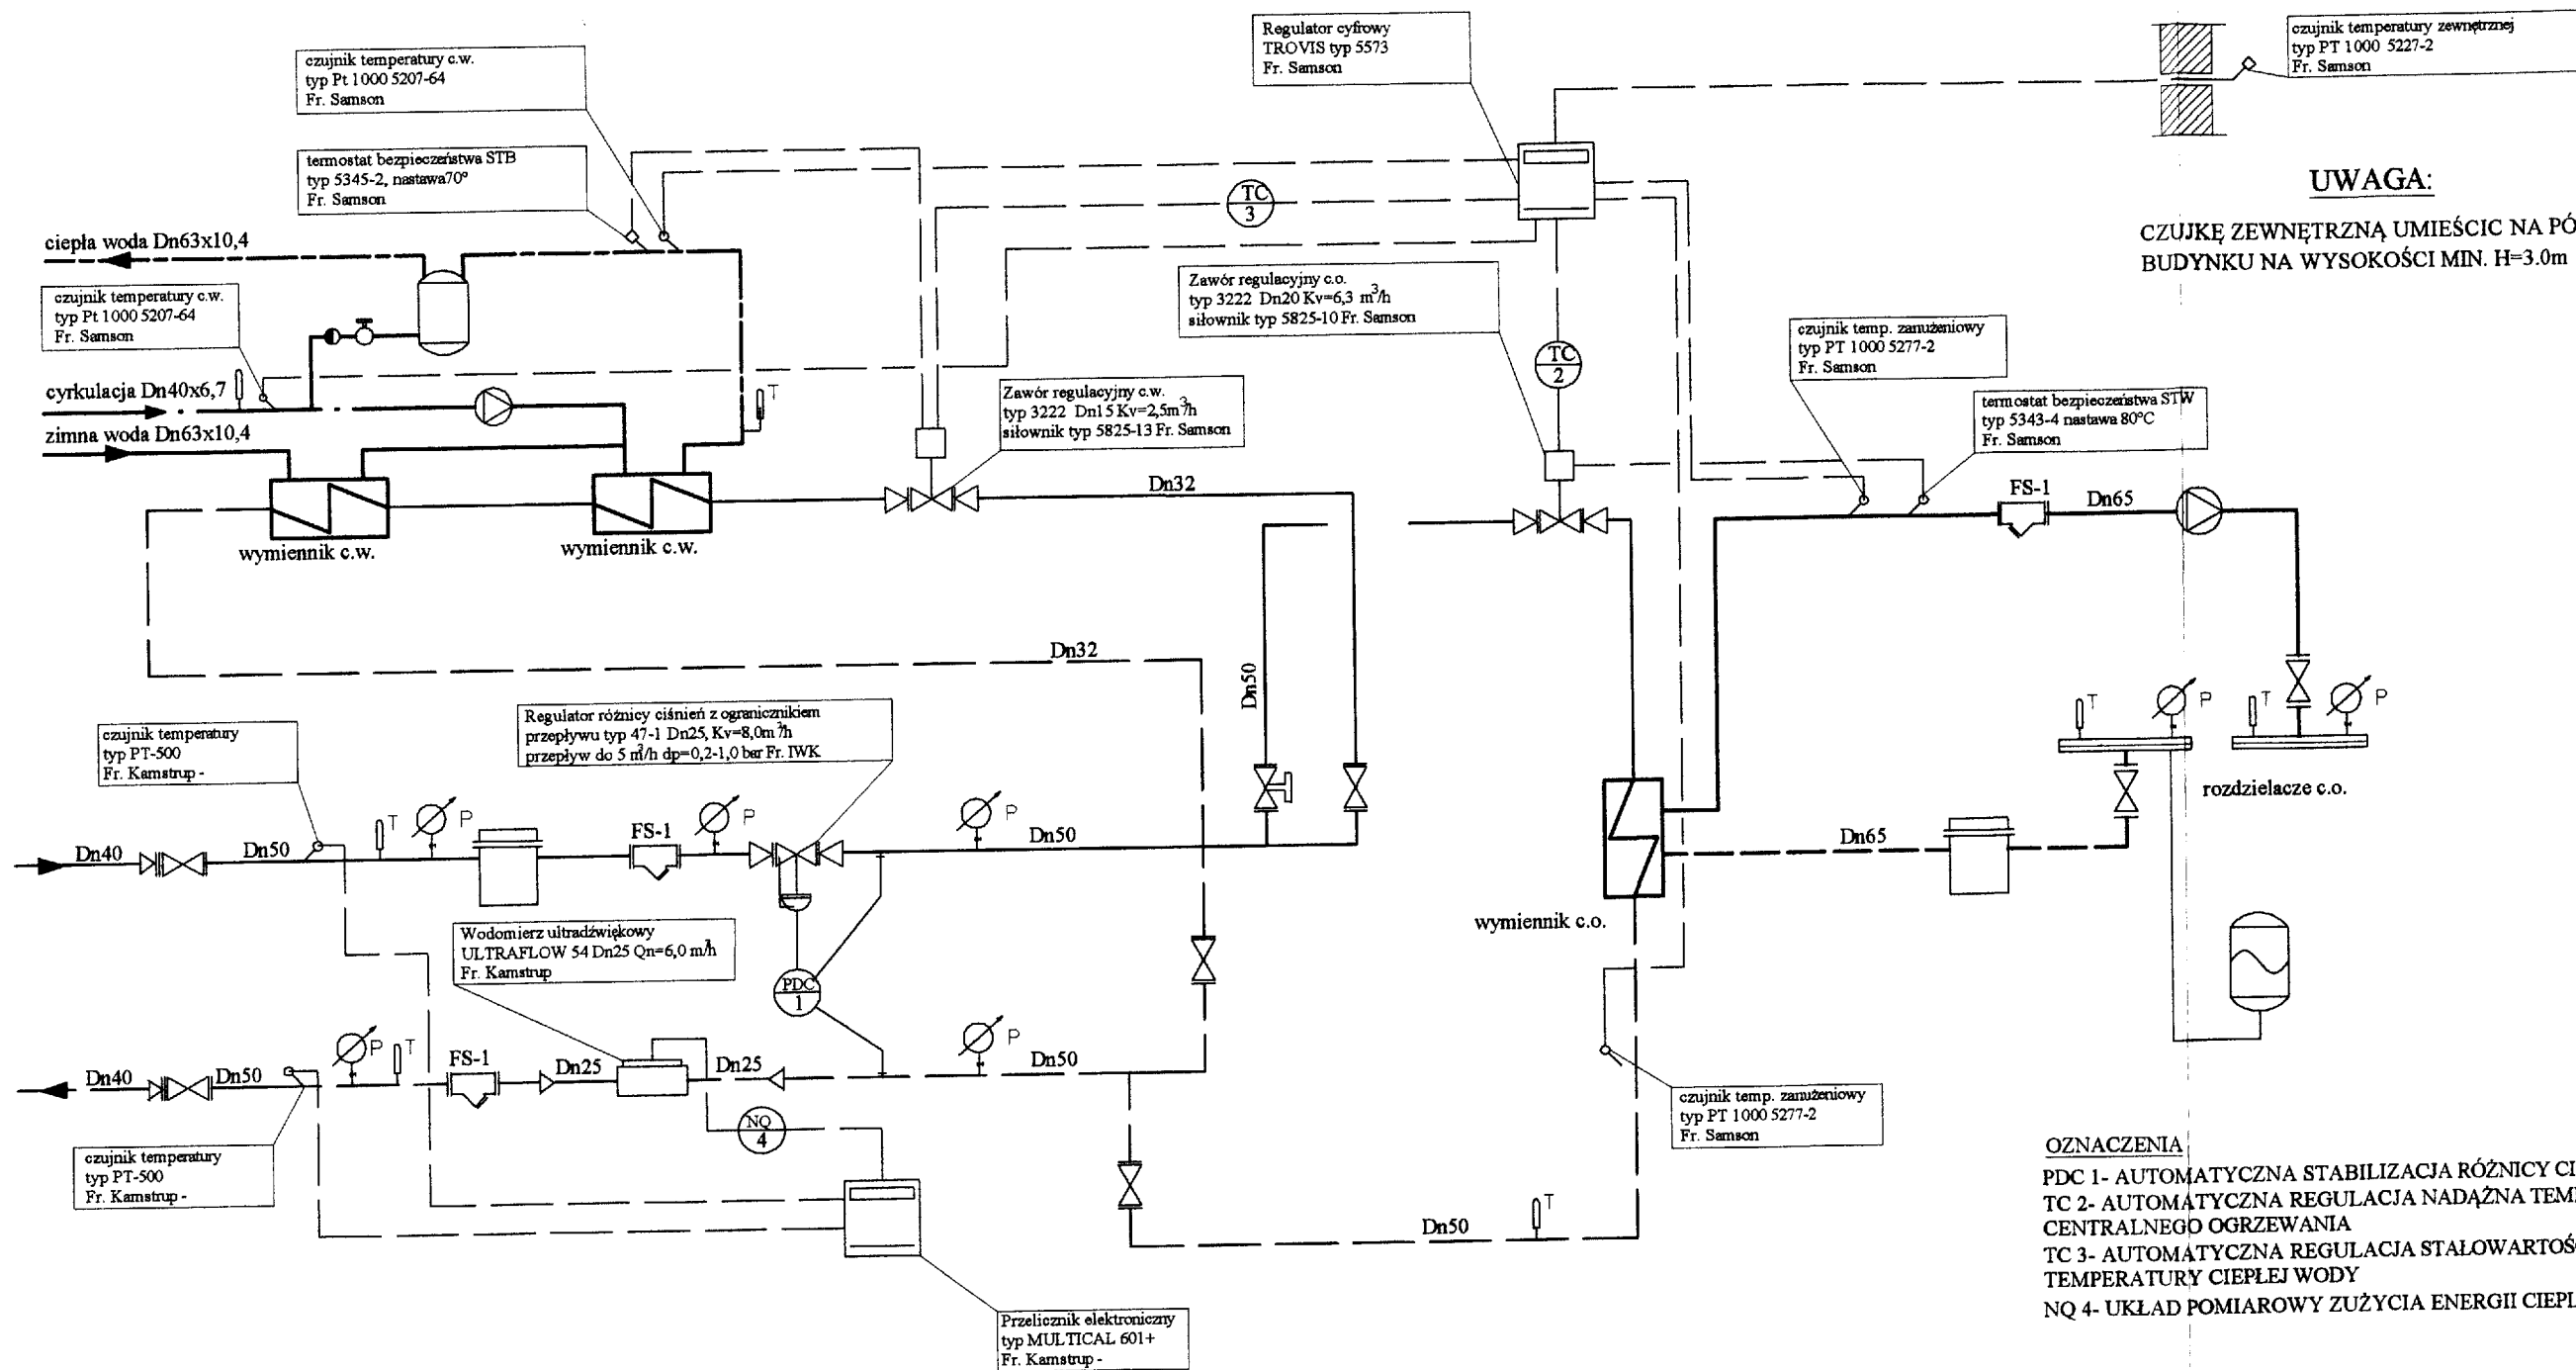 czujnik temperatury c.w.
typ Pt 1000 5207-64
Fr. Samson
Regulator cyfrowy
TROVIS typ 5573
Fr. Samson
czujnik temperatury zewnętrznej
typ PT 1000 5227-2
Fr. Samson
termostat bezpieczeństwa STB
typ 5345-2, nastawa70°
Fr. Samson
TC
3
UWAGA:
CZUJKĘ ZEWNĘTRZNĄ UMIEŚCIC NA PÓ
BUDYNKU NA WYSOKOŚCI MIN. H=3.0m
ciepła woda Dn63x10,4
czujnik temperatury c.w.
typ Pt 1000 5207-64
Fr. Samson
Zawór regulacyjny c.o.
typ 3222 Dn20 Kv=6,3 m³/h
siłownik typ 5825-10 Fr. Samson
czujnik temp. zanużeniowy
typ PT 1000 5277-2
Fr. Samson
TC
2
cyrkulacja Dn40x6,7
T
Zawór regulacyjny c.w.
typ 3222 Dn15 Kv=2,5m³/h
siłownik typ 5825-13 Fr. Samson
termostat bezpieczeństwa STW
typ 5343-4 nastawa 80°C
Fr. Samson
zimna woda Dn63x10,4
Dn32
FS-1
Dn65
wymiennik c.w.
wymiennik c.w.
Dn32
Dn50
T
P
T
P
rozdzielacze c.o.
czujnik temperatury
typ PT-500
Fr. Kamstrup -
Regulator różnicy ciśnień z ogranicznikiem
przepływu typ 47-1 Dn25, Kv=8,0m³/h
przepływ do 5 m³/h dp=0,2-1,0 bar Fr. IWK
Dn40
Dn50
T
P
FS-1
P
P
Dn50
Dn65
wymiennik c.o.
Wodomierz ultradźwiękowy
ULTRAFLOW 54 Dn25 Qn=6,0 m³/h
Fr. Kamstrup
PDC
1
Dn40
Dn50
P
T
FS-1
Dn25
Dn25
P
Dn50
NQ
4
czujnik temp. zanużeniowy
typ PT 1000 5277-2
Fr. Samson
czujnik temperatury
typ PT-500
Fr. Kamstrup -
Dn50
T
Przelicznik elektroniczny
typ MULTICAL 601+
Fr. Kamstrup -
OZNACZENIA
PDC 1- AUTOMATYCZNA STABILIZACJA RÓŻNICY CI
TC 2- AUTOMATYCZNA REGULACJA NADĄŻNA TEM
CENTRALNEGO OGRZEWANIA
TC 3- AUTOMATYCZNA REGULACJA STAŁOWARTOŚ
TEMPERATURY CIEPŁEJ WODY
NQ 4- UKŁAD POMIAROWY ZUŻYCIA ENERGII CIEPL